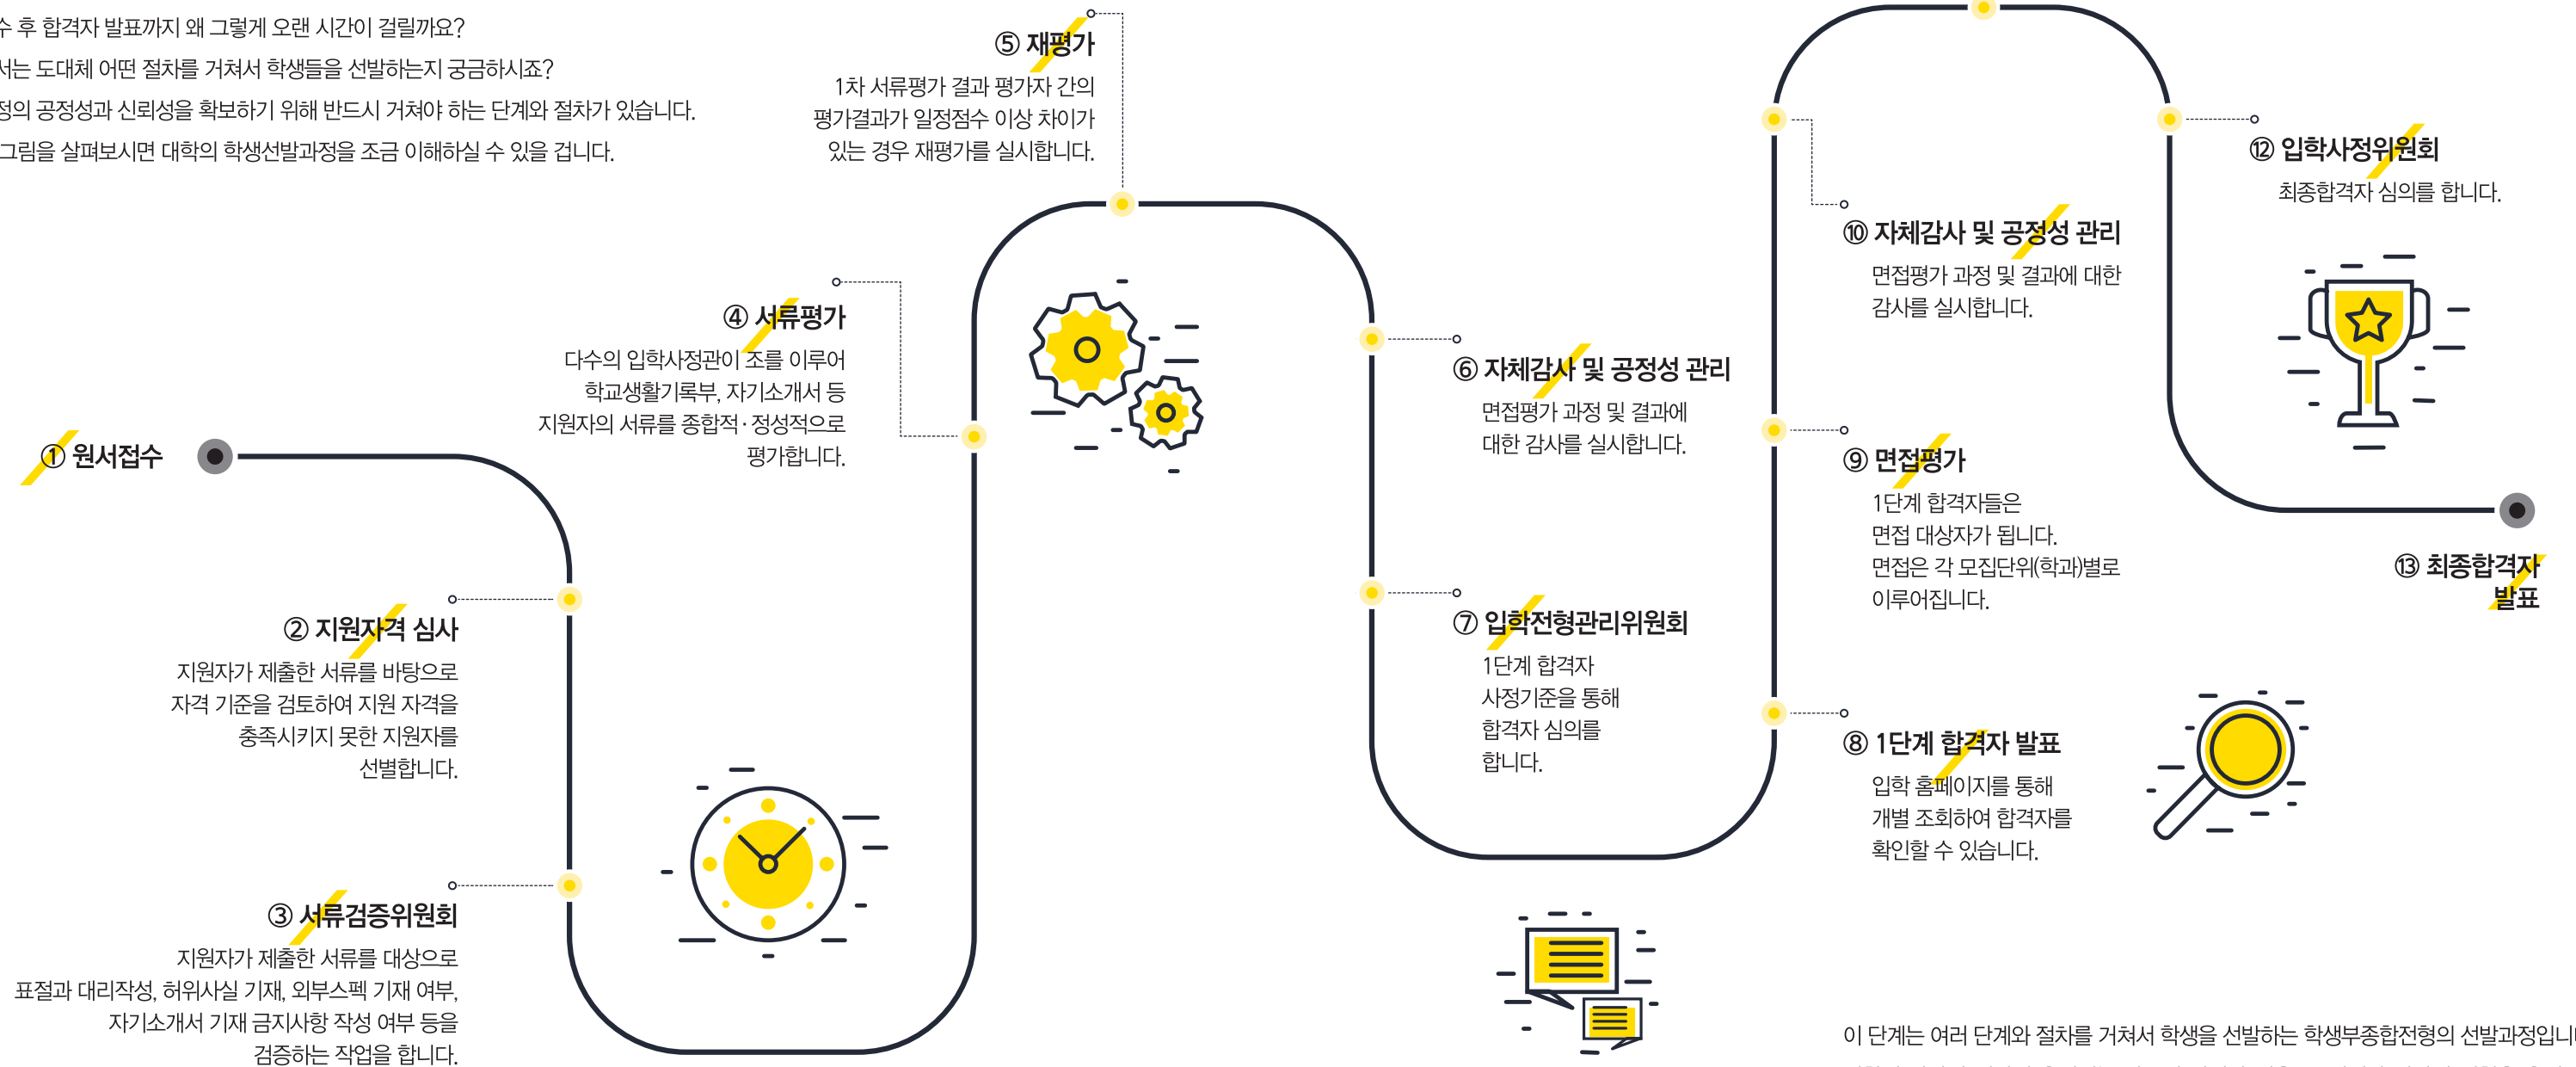 수 후 합격자 발표까지 왜 그렇게 오랜 시간이 걸릴까요?
서는 도대체 어떤 절차를 거쳐서 학생들을 선발하는지 궁금하시죠?
정의 공정성과 신뢰성을 확보하기 위해 반드시 거쳐야 하는 단계와 절차가 있습니다.
그림을 살펴보시면 대학의 학생선발과정을 조금 이해하실 수 있을 겁니다.
① 원서접수
② 지원자격 심사
지원자가 제출한 서류를 바탕으로
자격 기준을 검토하여 지원 자격을
충족시키지 못한 지원자를
선별합니다.
③ 서류검증위원회
지원자가 제출한 서류를 대상으로
표절과 대리작성, 허위사실 기재, 외부스펙 기재 여부,
자기소개서 기재 금지사항 작성 여부 등을
검증하는 작업을 합니다.
④ 서류평가
다수의 입학사정관이 조를 이루어
학교생활기록부, 자기소개서 등
지원자의 서류를 종합적·정성적으로
평가합니다.
⑤ 재평가
1차 서류평가 결과 평가자 간의
평가결과가 일정점수 이상 차이가
있는 경우 재평가를 실시합니다.
⑥ 자체감사 및 공정성 관리
면접평가 과정 및 결과에
대한 감사를 실시합니다.
⑦ 입학전형관리위원회
1단계 합격자
사정기준을 통해
합격자 심의를
합니다.
⑧ 1단계 합격자 발표
입학 홈페이지를 통해
개별 조회하여 합격자를
확인할 수 있습니다.
⑨ 면접평가
1단계 합격자들은
면접 대상자가 됩니다.
면접은 각 모집단위(학과)별로
이루어집니다.
⑩ 자체감사 및 공정성 관리
면접평가 과정 및 결과에 대한
감사를 실시합니다.
⑫ 입학사정위원회
최종합격자 심의를 합니다.
⑬ 최종합격자
발표
이 단계는 여러 단계와 절차를 거쳐서 학생을 선발하는 학생부종합전형의 선발과정입니